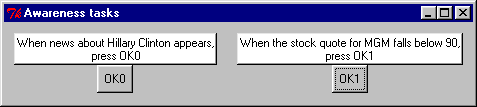 Awareness tasks
When news about Hillary Clinton appears,
press OK0
OK0
When the stock quote for MGM falls below 90,
press OK1
OK1